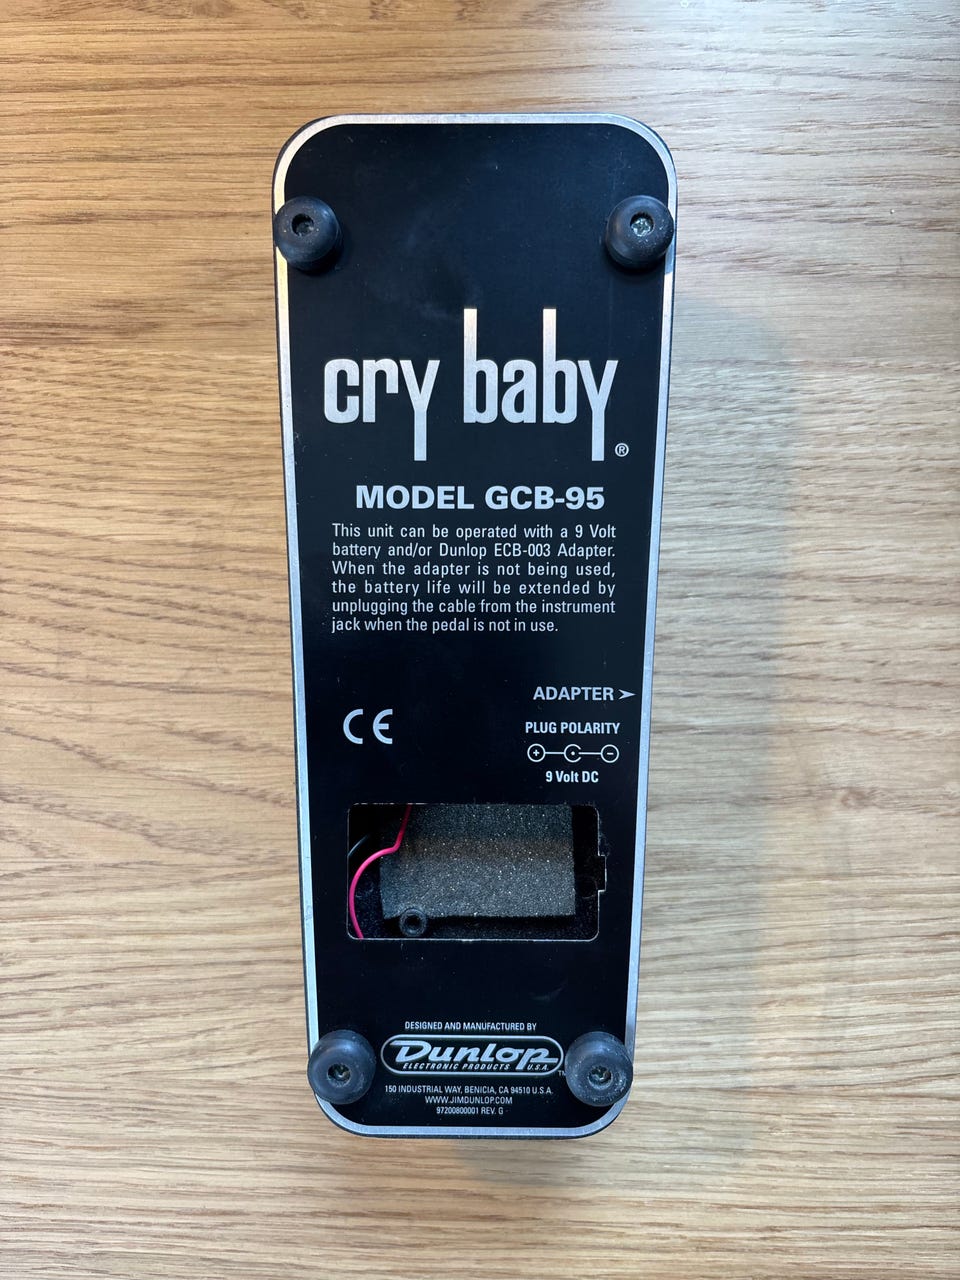 cry baby®
MODEL GCB-95
This unit can be operated with a 9 Volt
battery and/or Dunlop ECB-003 Adapter.
When the adapter is not being used,
the battery life will be extended by
unplugging the cable from the instrument
jack when the pedal is not in use.
ADAPTER ➤
CE
PLUG POLARITY
+ C -
9 Volt DC
DESIGNED AND MANUFACTURED BY
Dunlop
ELECTRONIC PRODUCTS U.S.A. TM
150 INDUSTRIAL WAY, BENICIA, CA 94510 U.S.A.
WWW.JIMDUNLOP.COM
97200800001 REV. G